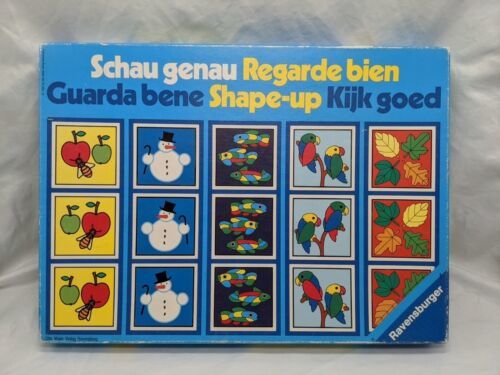 Schau genau Regarde bien
Guarda bene Shape-up Kijk goed
Ravensburger